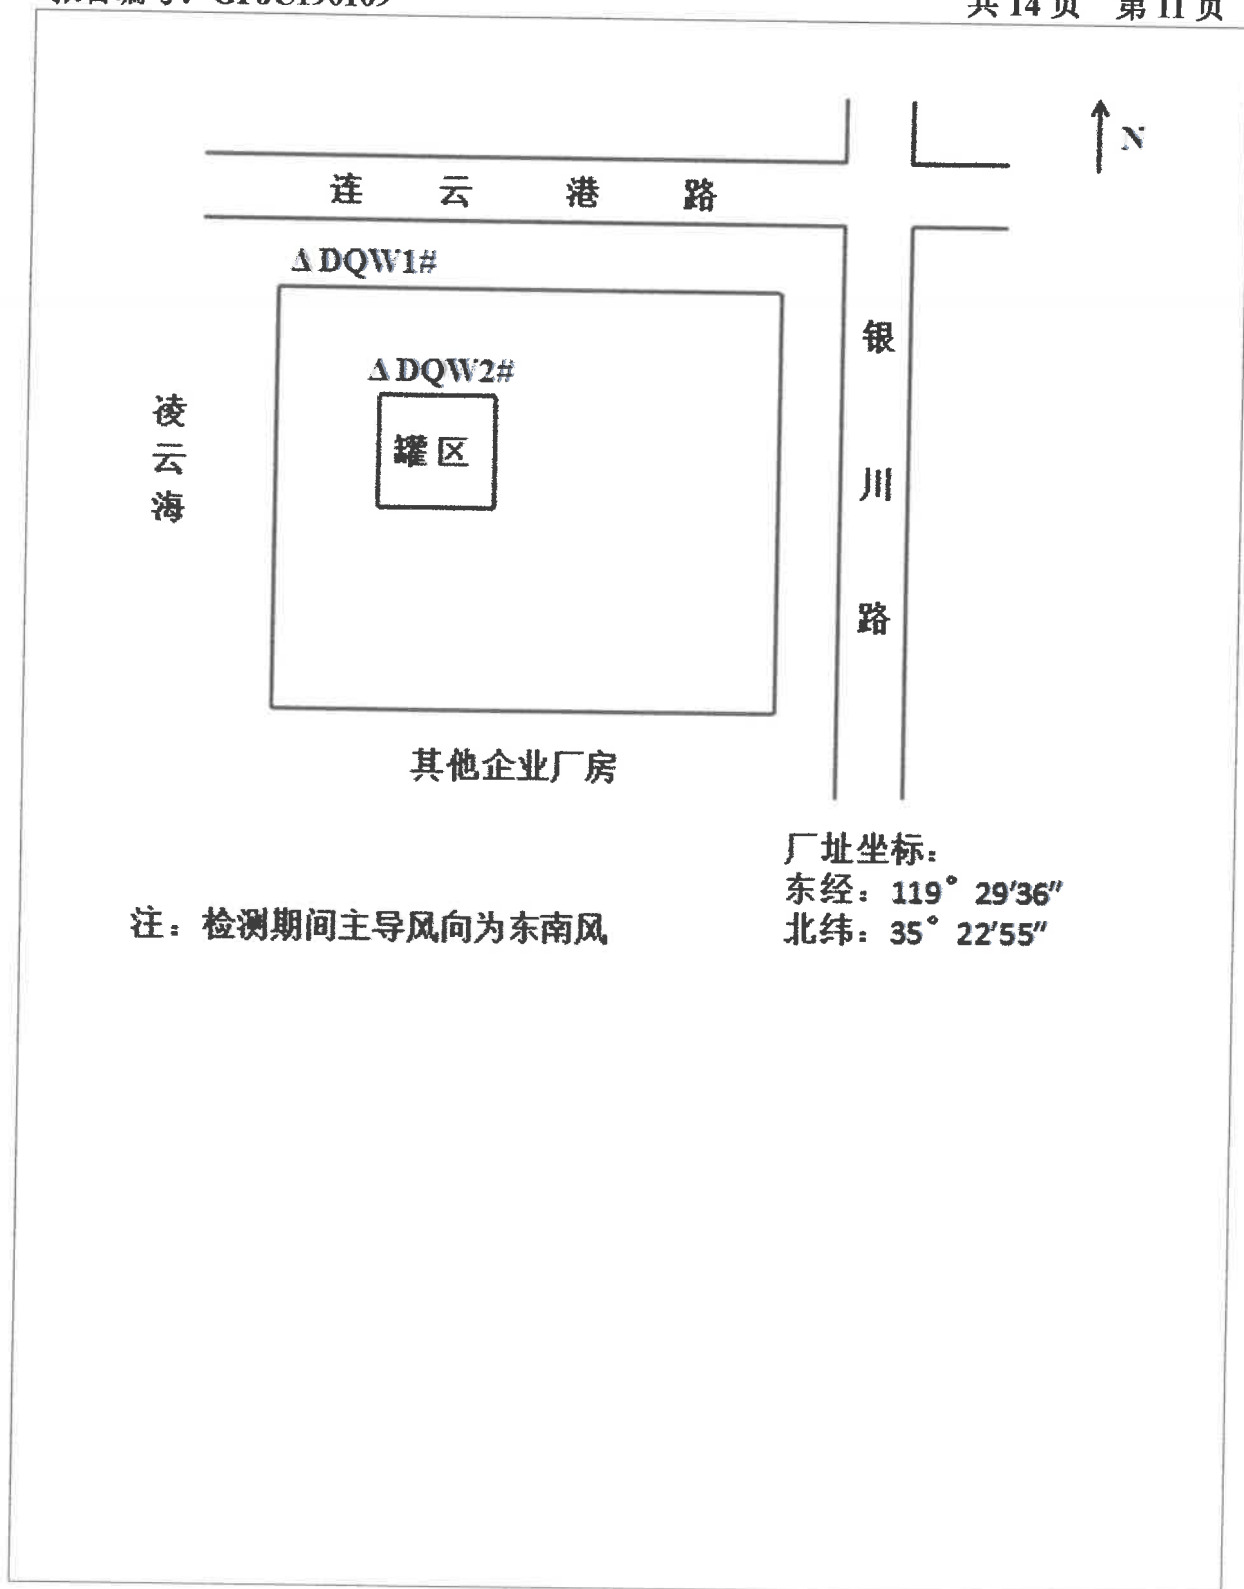 共 14 页 第 11 页
N
连云港路
ΔDQW1#
银川路
ΔDQW2#
凌云海
罐区
其他企业厂房
厂址坐标：
东经：119°29′36″
北纬：35°22′55″
注：检测期间主导风向为东南风